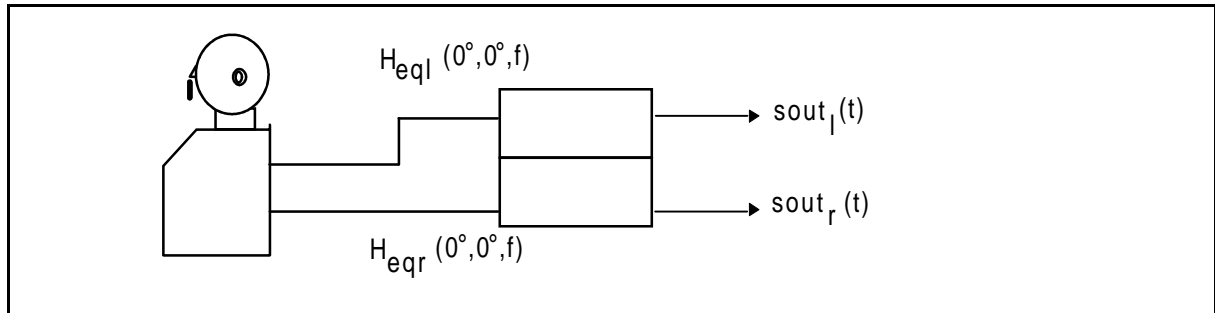 H_eql (0°,0°,f)
sout_l(t)
sout_r (t)
H_eqr (0°,0°,f)